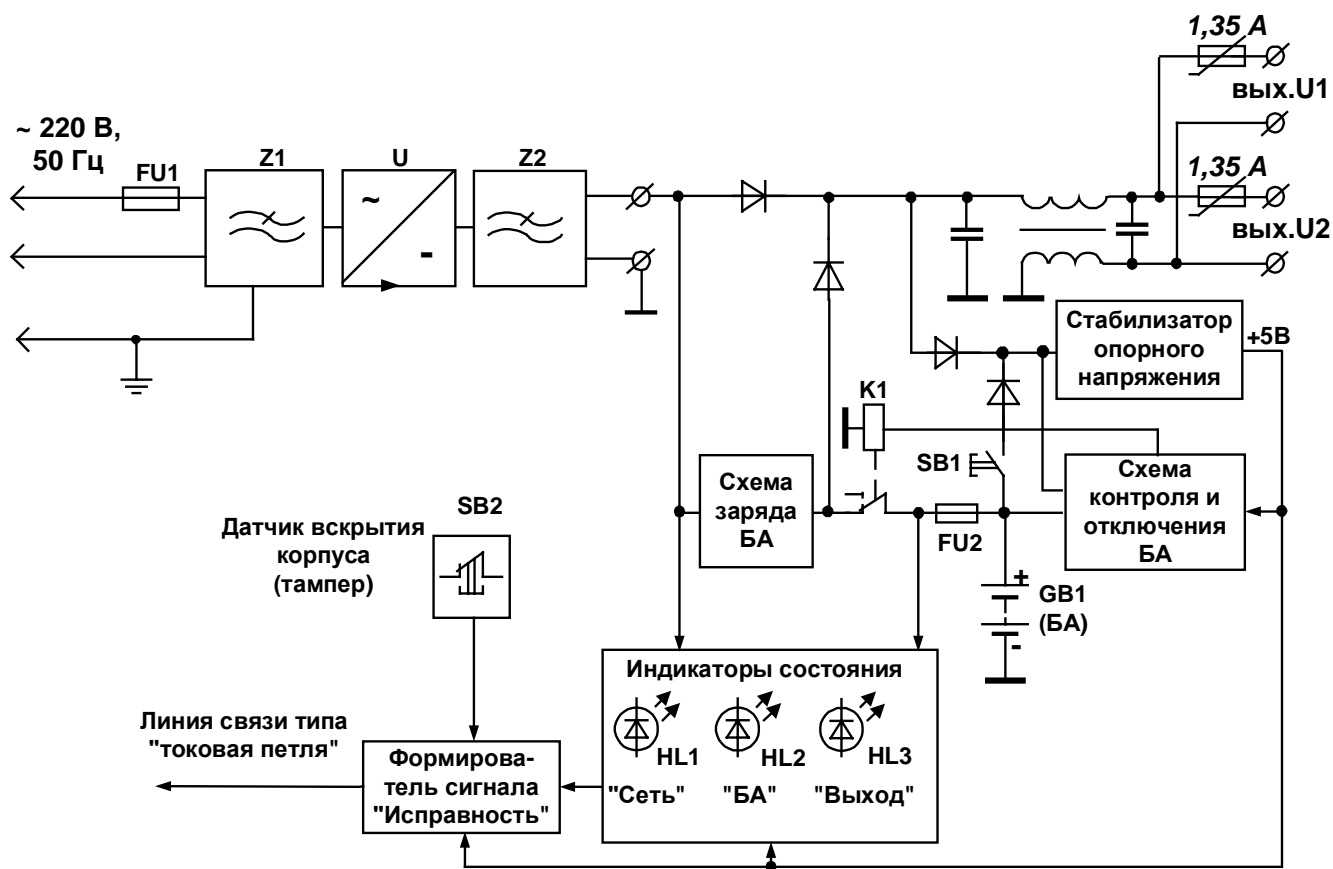 1,35 А
вых.U1
~ 220 В,
50 Гц
FU1
Z1
U
Z2
1,35 А
вых.U2
~
-
Стабилизатор
опорного
напряжения
+5В
K1
SB1
Схема
заряда
БА
FU2
Схема
контроля и
отключения
БА
SB2
Датчик вскрытия
корпуса
(тампер)
+
GB1
(БА)
-
Индикаторы состояния
HL1
HL2
HL3
"Сеть"
"БА"
"Выход"
Линия связи типа
"токовая петля"
Формирова-
тель сигнала
"Исправность"